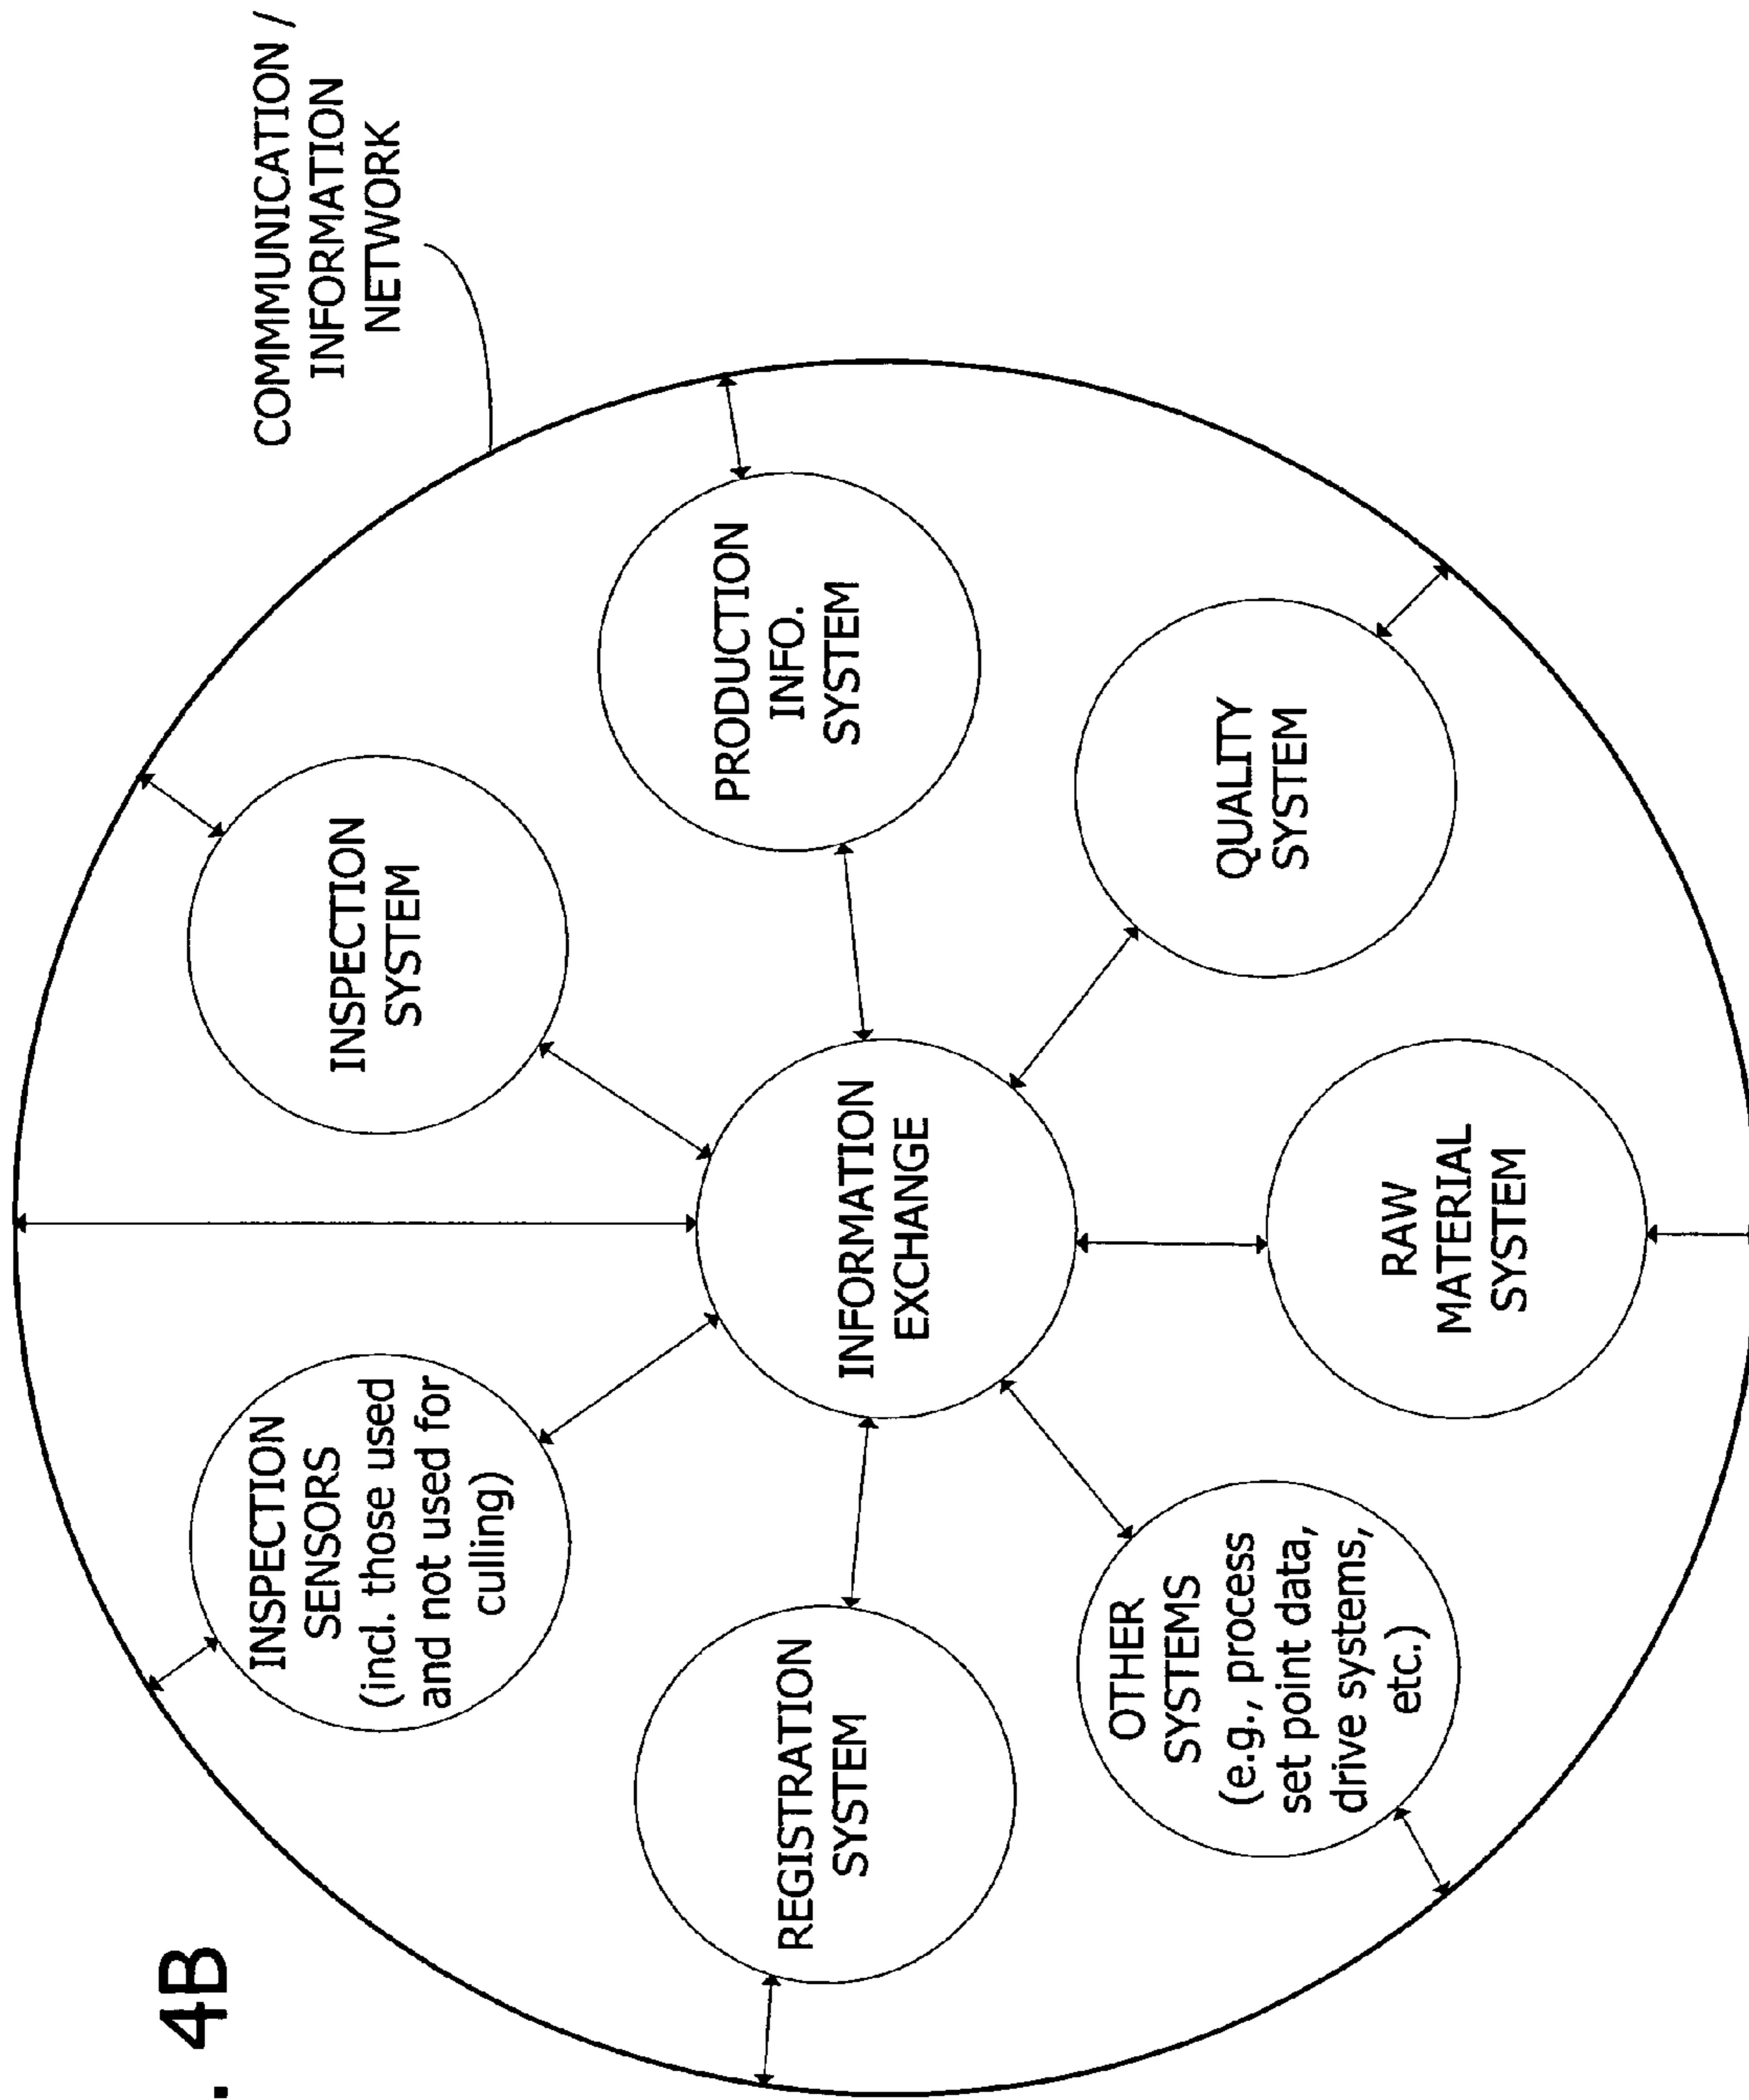 . 4B
COMMMUNICATION /
INFORMATION
NETWORK
INSPECTION
SENSORS
(incl. those used
and not used for
culling)
INSPECTION
SYSTEM
REGISTRATION
SYSTEM
PRODUCTION
INFO.
SYSTEM
INFORMATION
EXCHANGE
OTHER
SYSTEMS
(e.g., process
set point data,
drive systems,
etc.)
QUALITY
SYSTEM
RAW
MATERIAL
SYSTEM